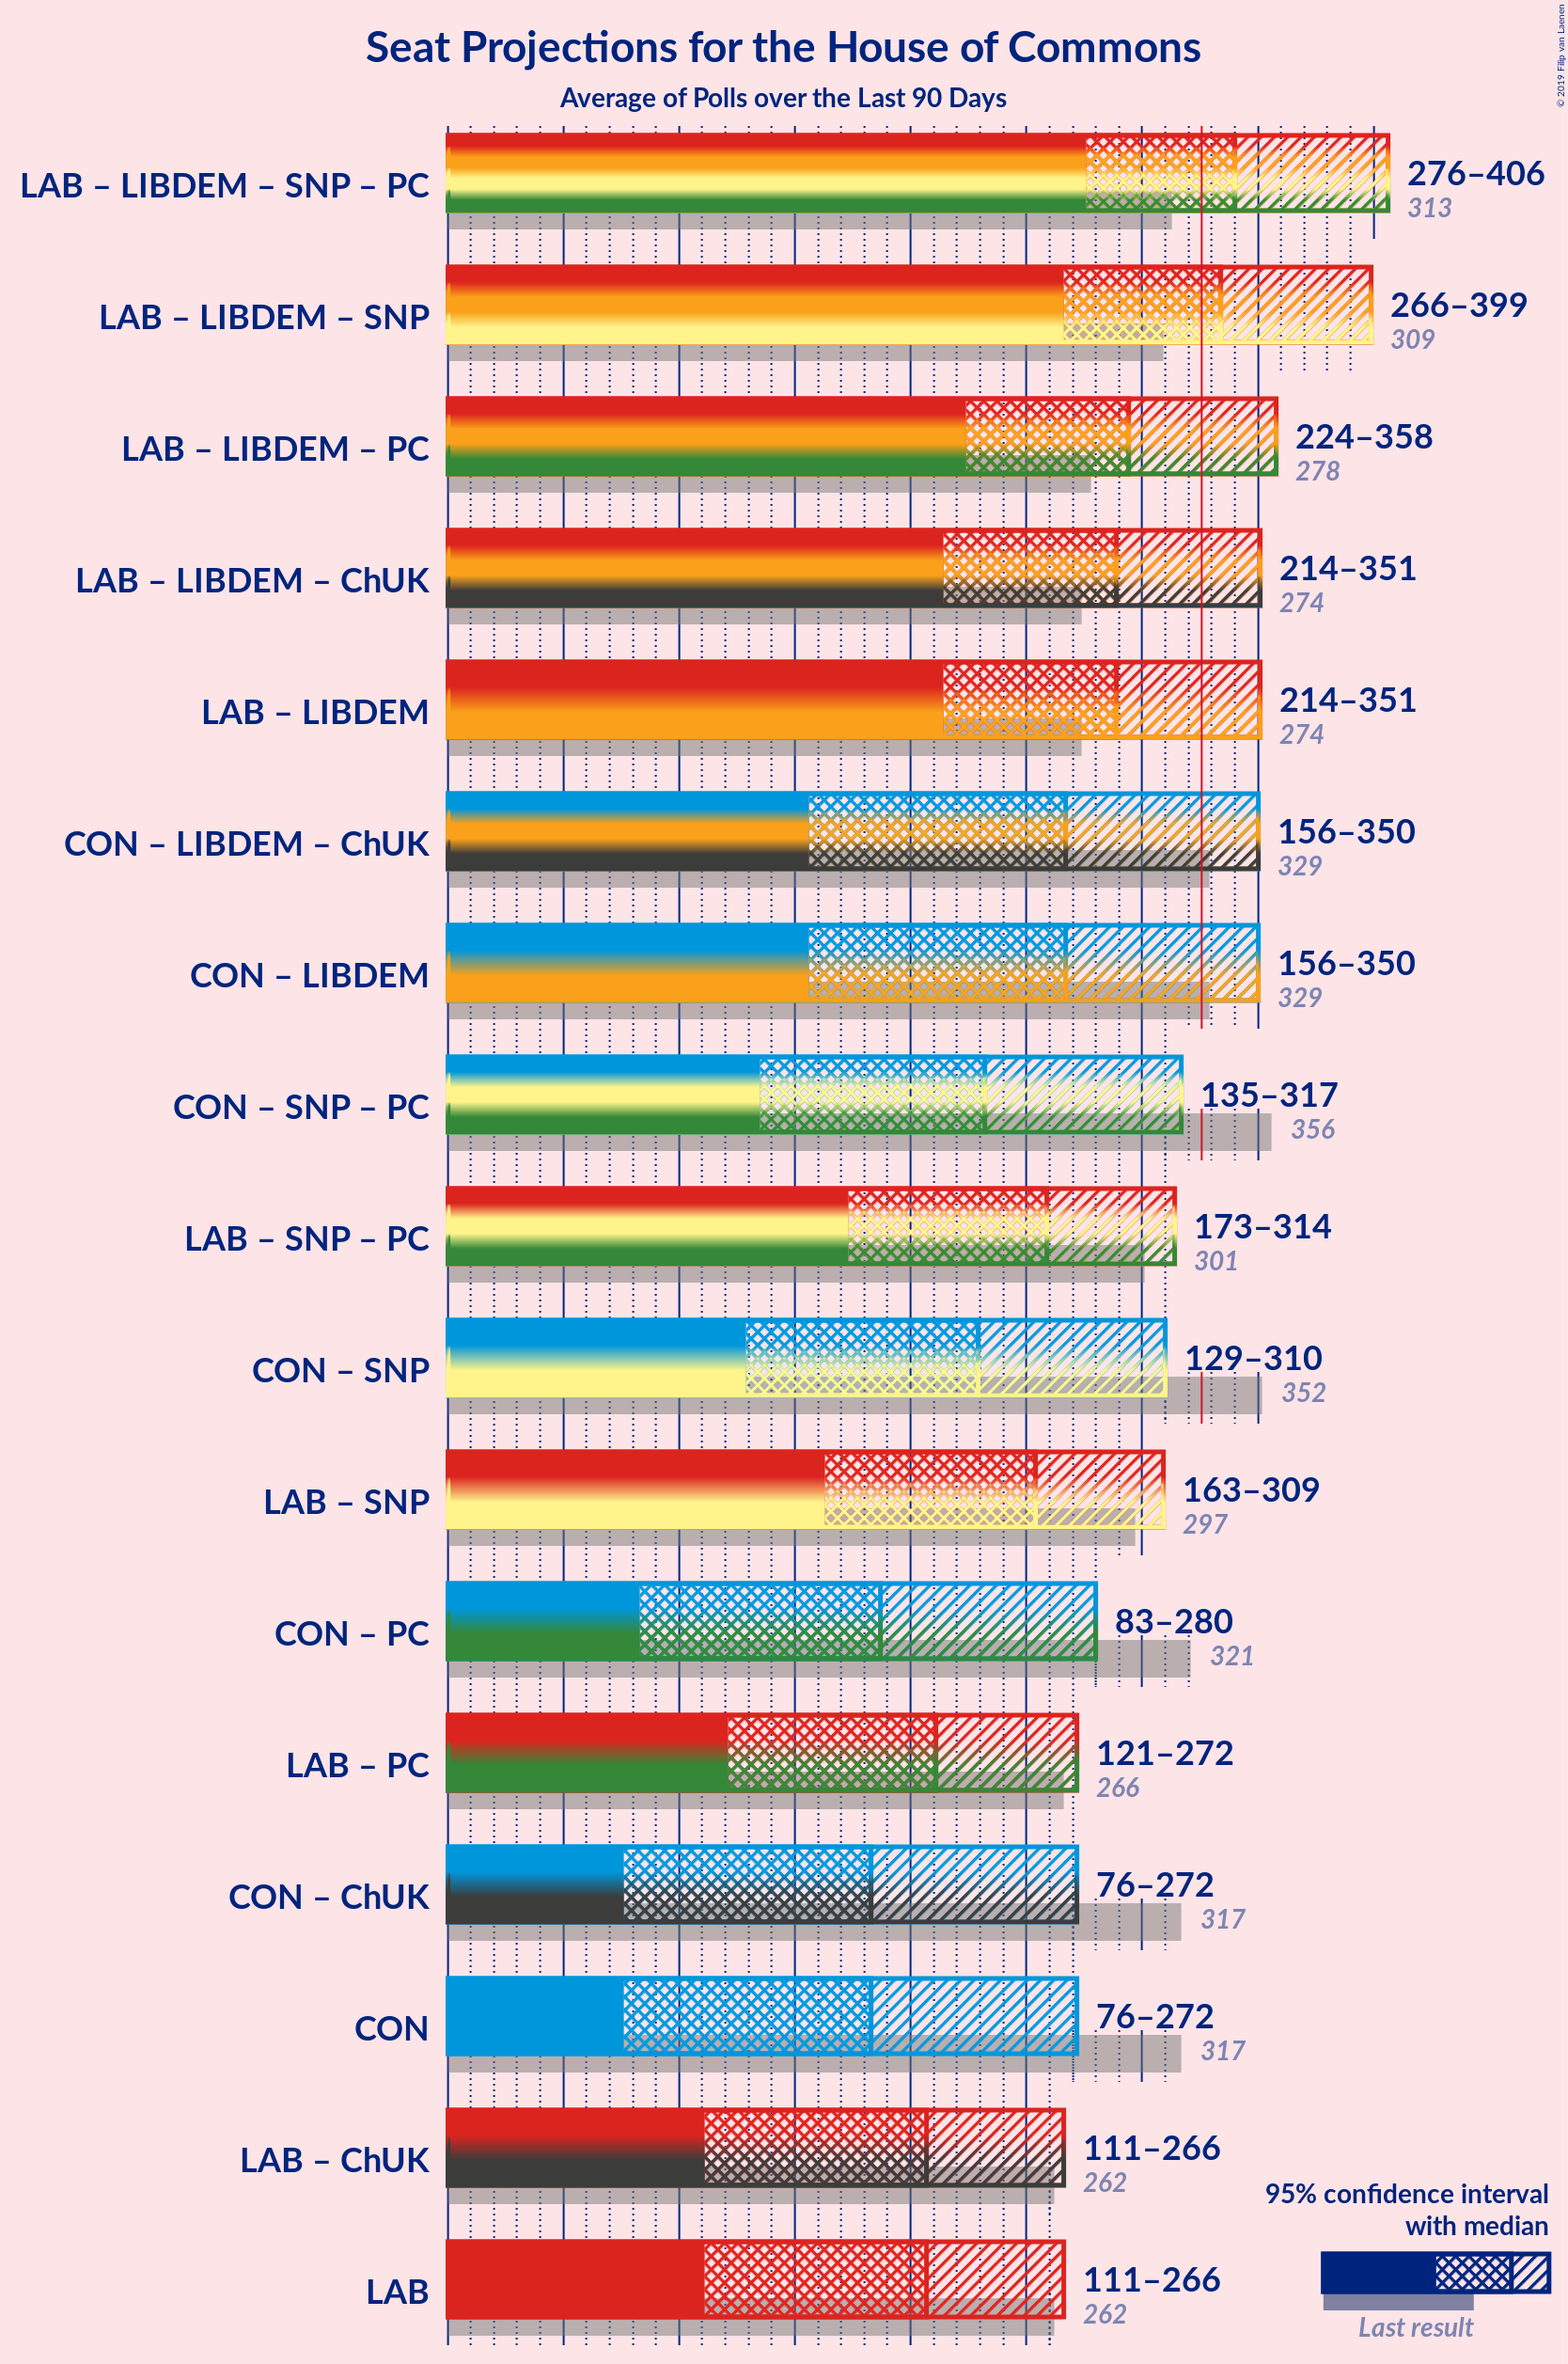 © 2019 Filip van Laenen
Seat Projections for the House of Commons
Average of Polls over the Last 90 Days
LAB – LIBDEM – SNP – PC
276–406
313
LAB – LIBDEM – SNP
266–399
309
LAB – LIBDEM – PC
224–358
278
LAB – LIBDEM – ChUK
214–351
274
LAB – LIBDEM
214–351
274
CON – LIBDEM – ChUK
156–350
329
CON – LIBDEM
156–350
329
CON – SNP – PC
135–317
356
LAB – SNP – PC
173–314
301
CON – SNP
129–310
352
LAB – SNP
163–309
297
CON – PC
83–280
321
LAB – PC
121–272
266
CON – ChUK
76–272
317
CON
76–272
317
LAB – ChUK
111–266
262
LAB
111–266
262
95% confidence interval
with median
Last result